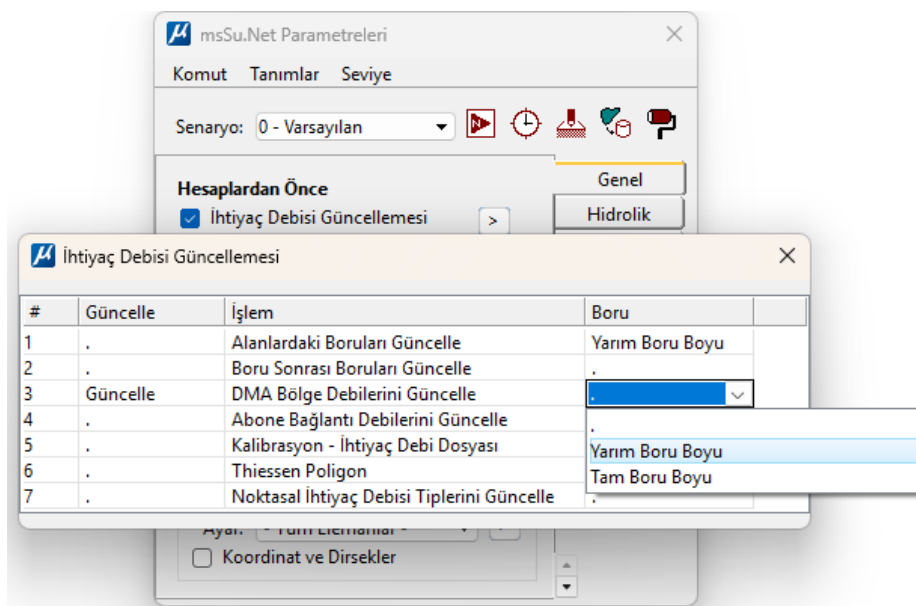 msSu.Net Parametreleri
Komut Tanımlar Seviye
Senaryo: 0 - Varsayılan
Hesaplardan Önce
Genel
İhtiyaç Debisi Güncellemesi >
Hidrolik
İhtiyaç Debisi Güncellemesi
# Güncelle İşlem Boru
1 . Alanlardaki Boruları Güncelle Yarım Boru Boyu
2 . Boru Sonrası Boruları Güncelle .
3 Güncelle DMA Bölge Debilerini Güncelle .
4 . Abone Bağlantı Debilerini Güncelle .
5 . Kalibrasyon - İhtiyaç Debi Dosyası Yarım Boru Boyu
6 . Thiessen Poligon Tam Boru Boyu
7 . Noktasal İhtiyaç Debisi Tiplerini Güncelle .
Ayar: - Tüm Elemanlar -
Koordinat ve Dirsekler